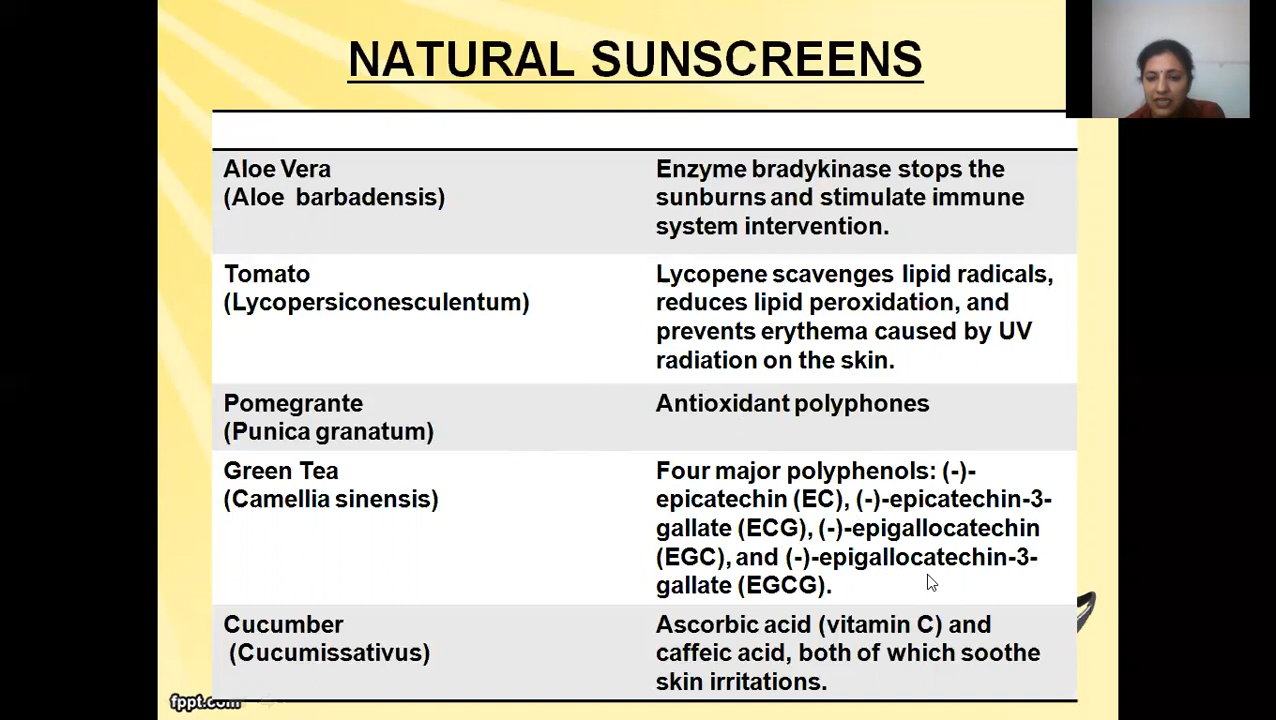 NATURAL SUNSCREENS
Aloe Vera
(Aloe barbadensis)
Enzyme bradykinase stops the
sunburns and stimulate immune
system intervention.
Tomato
(Lycopersiconesculentum)
Lycopene scavenges lipid radicals,
reduces lipid peroxidation, and
prevents erythema caused by UV
radiation on the skin.
Pomegrante
(Punica granatum)
Antioxidant polyphones
Green Tea
(Camellia sinensis)
Four major polyphenols: (-)-
epicatechin (EC), (-)-epicatechin-3-
gallate (ECG), (-)-epigallocatechin
(EGC), and (-)-epigallocatechin-3-
gallate (EGCG).
Cucumber
(Cucumissativus)
Ascorbic acid (vitamin C) and
caffeic acid, both of which soothe
skin irritations.
fppt.com